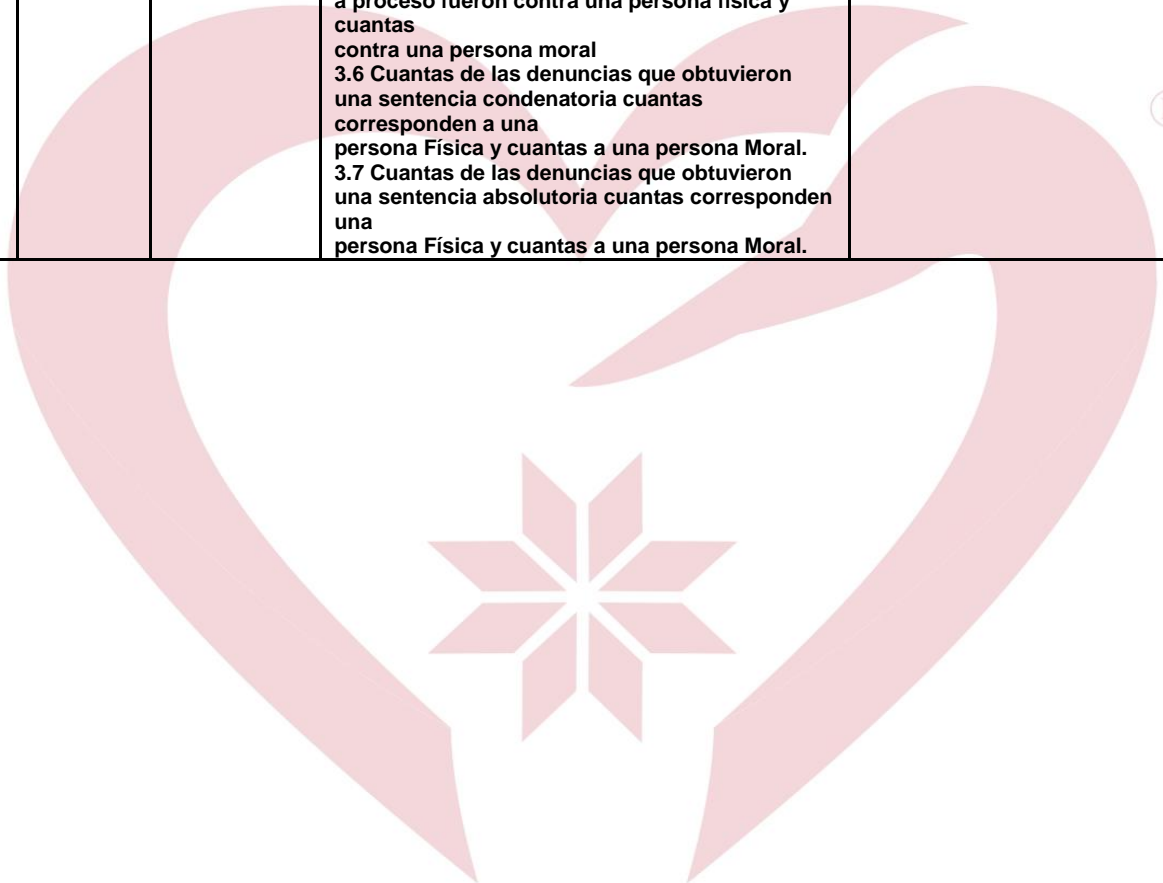 a proceso fueron contra una persona física y
cuantas
contra una persona moral
3.6 Cuantas de las denuncias que obtuvieron
una sentencia condenatoria cuantas
corresponden a una
persona Física y cuantas a una persona Moral.
3.7 Cuantas de las denuncias que obtuvieron
una sentencia absolutoria cuantas corresponden
una
persona Física y cuantas a una persona Moral.